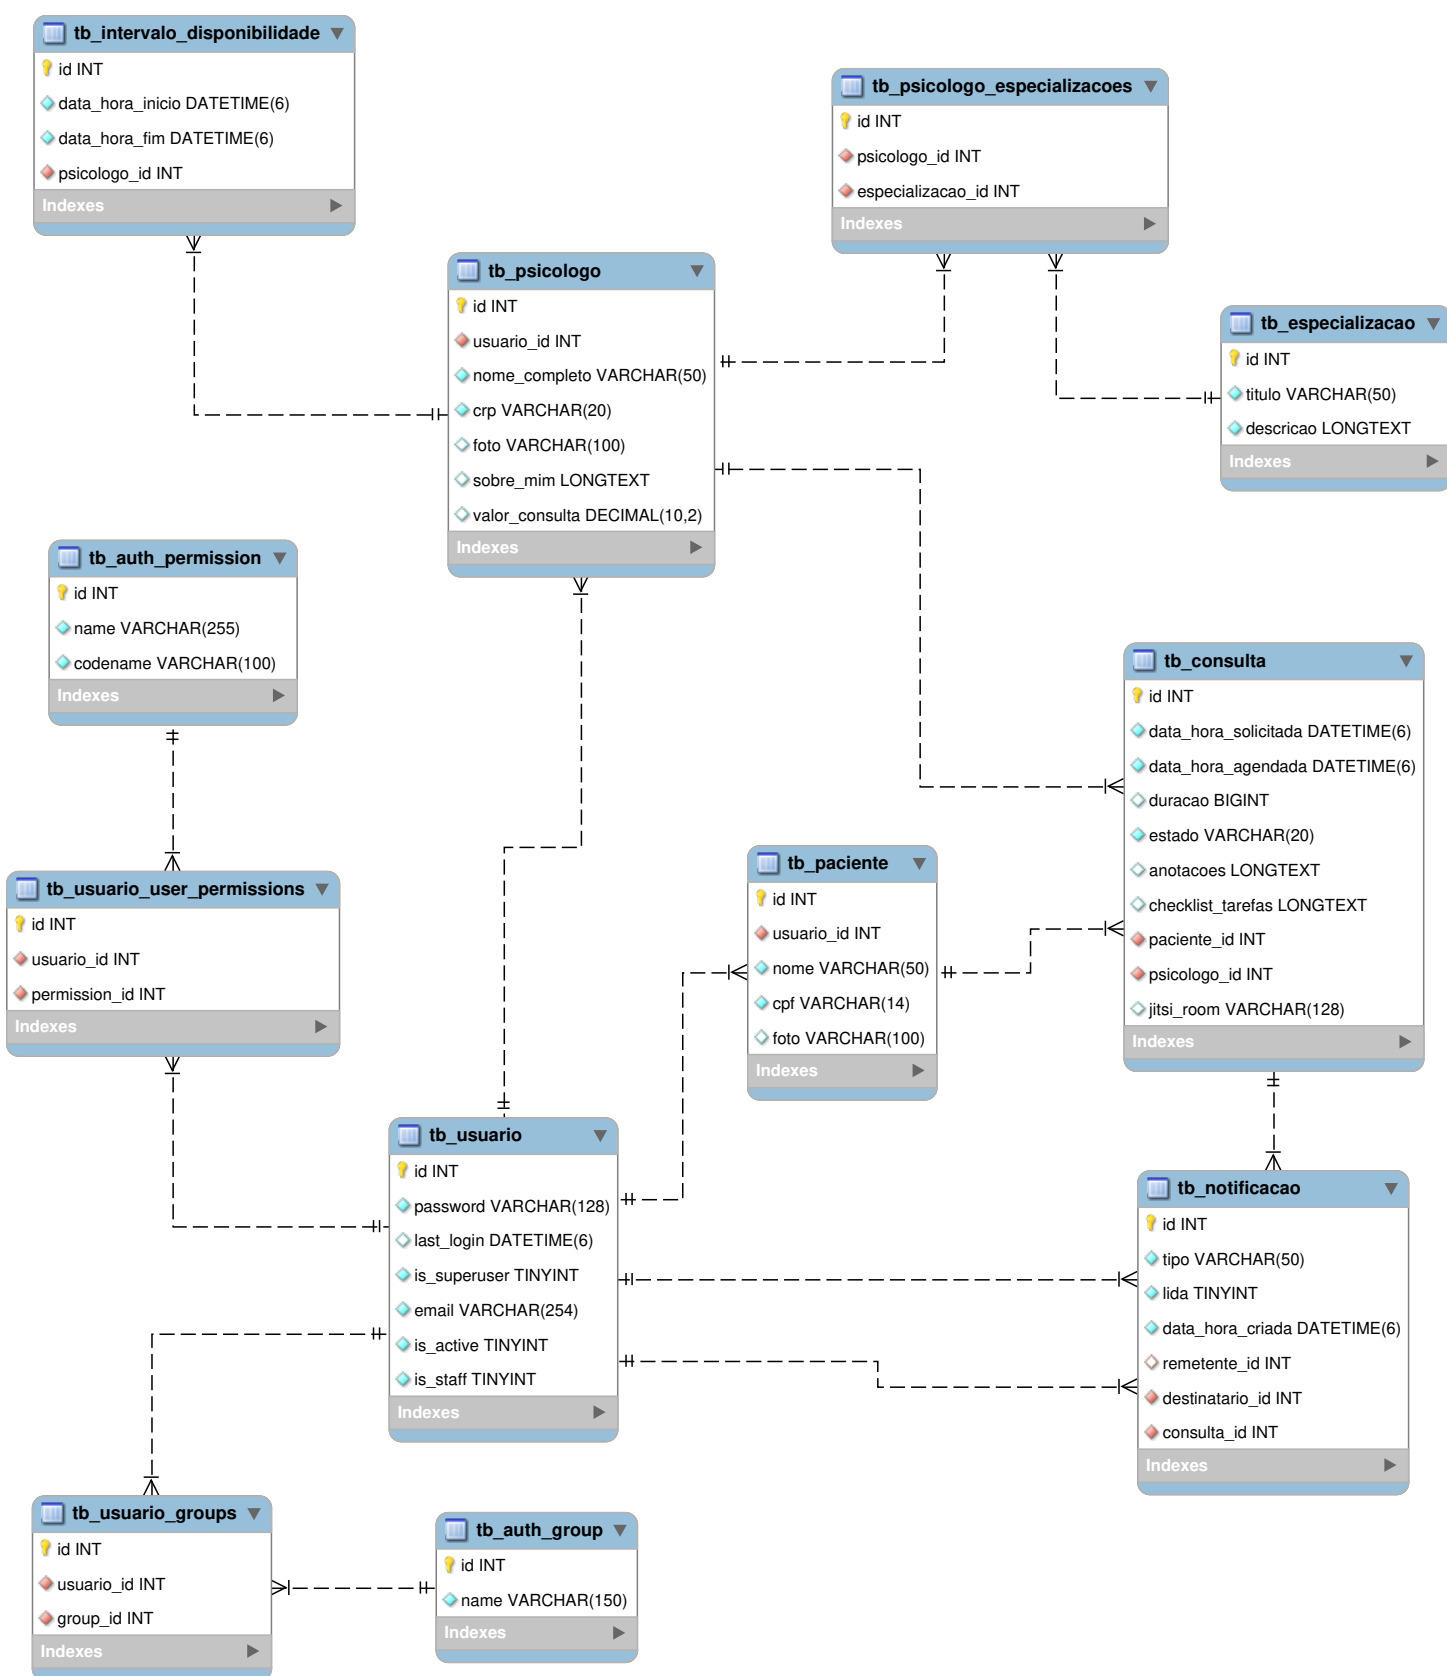 tb_intervalo_disponibilidade
id INT
data_hora_inicio DATETIME(6)
data_hora_fim DATETIME(6)
psicologo_id INT
Indexes
tb_psicologo_especializacoes
id INT
psicologo_id INT
especializacao_id INT
Indexes
tb_psicologo
id INT
usuario_id INT
nome_completo VARCHAR(50)
crp VARCHAR(20)
foto VARCHAR(100)
sobre_mim LONGTEXT
valor_consulta DECIMAL(10,2)
Indexes
tb_especializacao
id INT
titulo VARCHAR(50)
descricao LONGTEXT
Indexes
tb_auth_permission
id INT
name VARCHAR(255)
codename VARCHAR(100)
Indexes
tb_consulta
id INT
data_hora_solicitada DATETIME(6)
data_hora_agendada DATETIME(6)
duracao BIGINT
estado VARCHAR(20)
anotacoes LONGTEXT
checklist_tarefas LONGTEXT
paciente_id INT
psicologo_id INT
jitsi_room VARCHAR(128)
Indexes
tb_paciente
id INT
usuario_id INT
nome VARCHAR(50)
cpf VARCHAR(14)
foto VARCHAR(100)
Indexes
tb_usuario_user_permissions
id INT
usuario_id INT
permission_id INT
Indexes
tb_usuario
id INT
password VARCHAR(128)
last_login DATETIME(6)
is_superuser TINYINT
email VARCHAR(254)
is_active TINYINT
is_staff TINYINT
Indexes
tb_notificacao
id INT
tipo VARCHAR(50)
lida TINYINT
data_hora_criada DATETIME(6)
remetente_id INT
destinatario_id INT
consulta_id INT
Indexes
tb_usuario_groups
id INT
usuario_id INT
group_id INT
Indexes
tb_auth_group
id INT
name VARCHAR(150)
Indexes